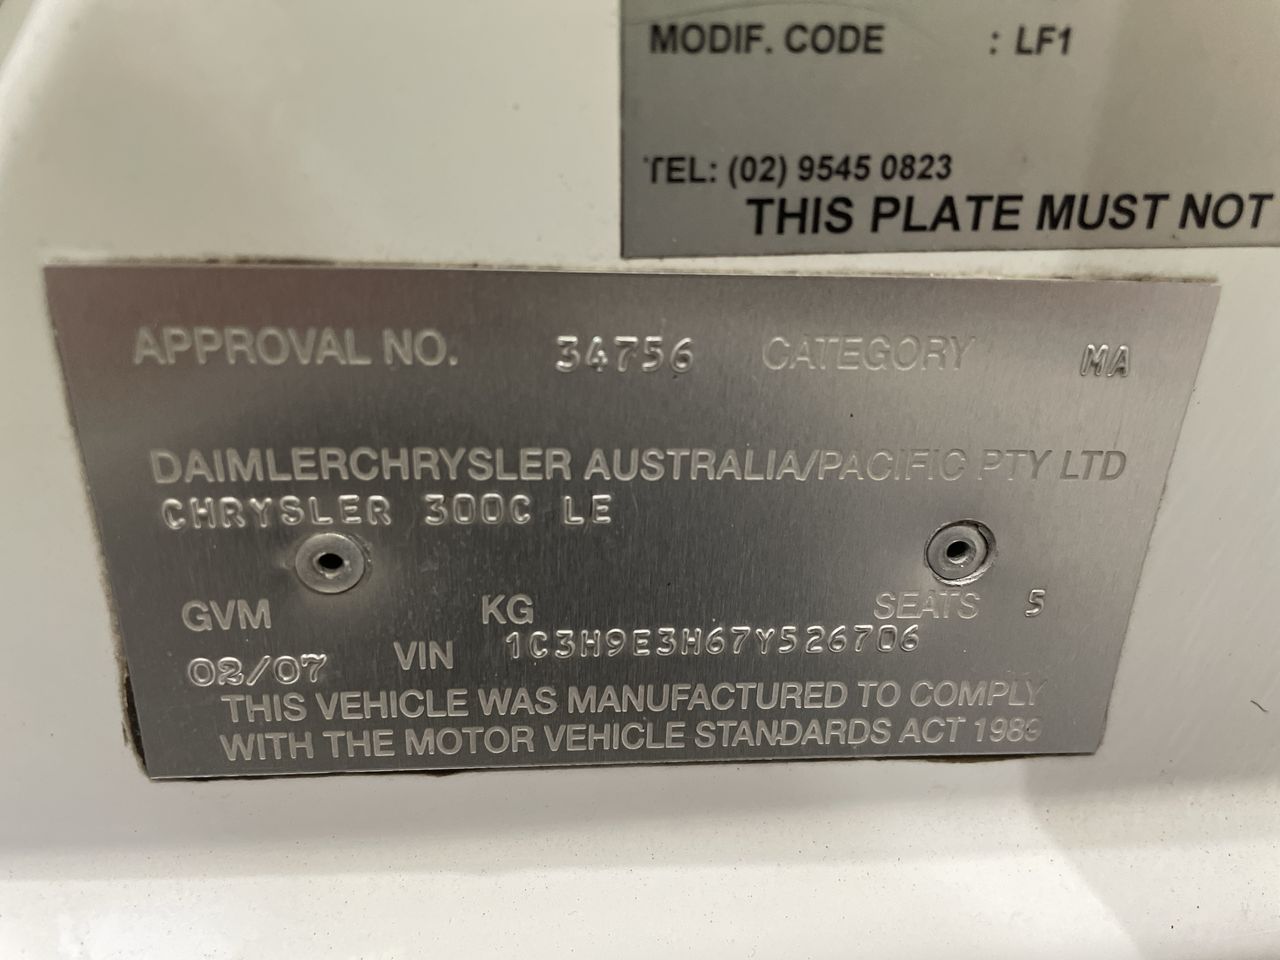 MODIF. CODE : LF1
TEL: (02) 9545 0823
THIS PLATE MUST NOT
APPROVAL NO. 34756 CATEGORY MA
DAIMLERCHRYSLER AUSTRALIA/PACIFIC PTY LTD
CHRYSLER 300C LE
GVM KG SEATS 5
02/07 VIN 1C3H9E3H67Y526706
THIS VEHICLE WAS MANUFACTURED TO COMPLY
WITH THE MOTOR VEHICLE STANDARDS ACT 1989